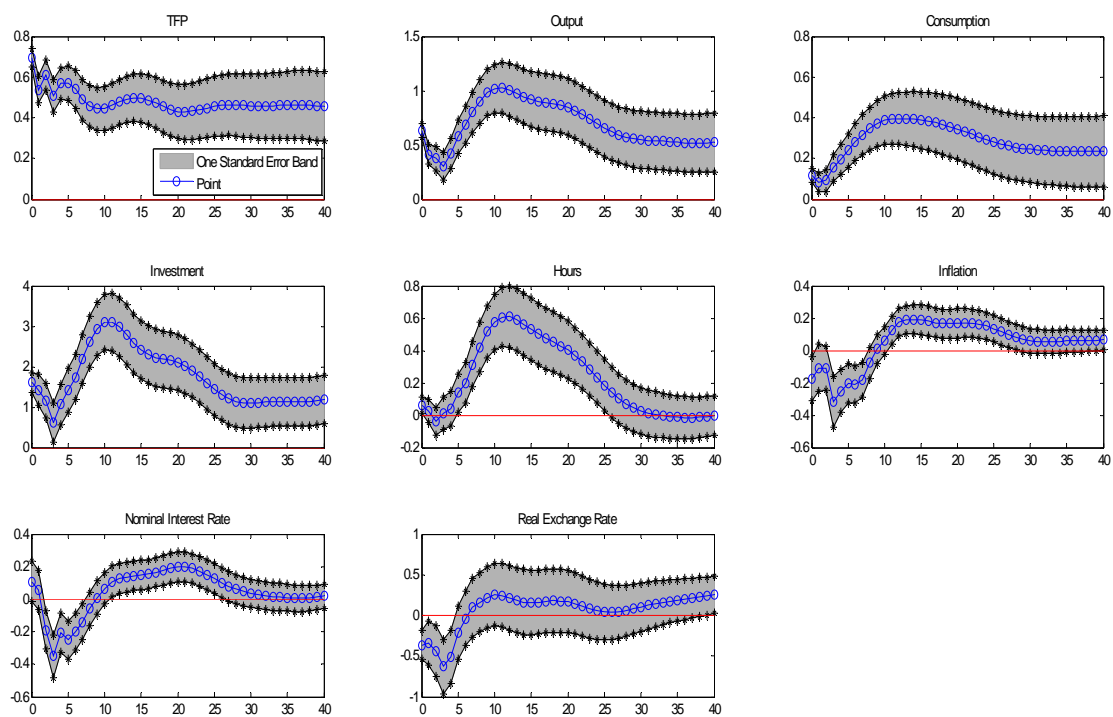 TFP
Output
Consumption
0.8
0.6
0.4
0.2
0
One Standard Error Band
Point
0 5 10 15 20 25 30 35 40
1.5
1
0.5
0
0 5 10 15 20 25 30 35 40
0.8
0.6
0.4
0.2
0
0 5 10 15 20 25 30 35 40
Investment
Hours
Inflation
4
3
2
1
0
0 5 10 15 20 25 30 35 40
0.8
0.6
0.4
0.2
0
-0.2
0 5 10 15 20 25 30 35 40
0.4
0.2
0
-0.2
-0.4
-0.6
0 5 10 15 20 25 30 35 40
Nominal Interest Rate
Real Exchange Rate
0.4
0.2
0
-0.2
-0.4
-0.6
0 5 10 15 20 25 30 35 40
1
0.5
0
-0.5
-1
0 5 10 15 20 25 30 35 40